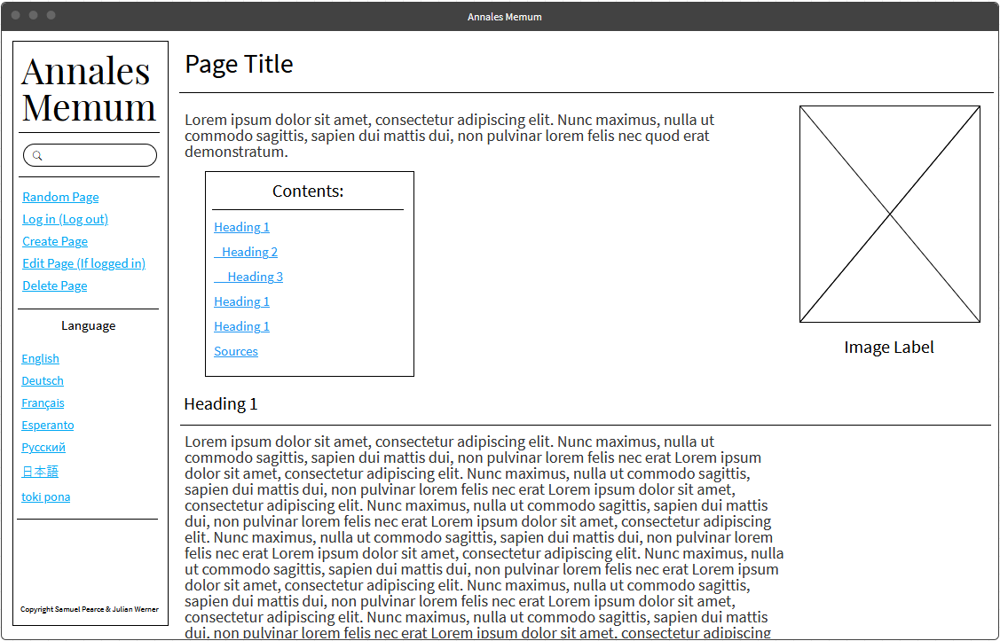 Annales Memum
Annales
Memum
Random Page
Log in (Log out)
Create Page
Edit Page (If logged in)
Delete Page
Language
English
Deutsch
Français
Esperanto
Русский
日本語
toki pona
Copyright Samuel Pearce & Julian Werner
Page Title
Lorem ipsum dolor sit amet, consectetur adipiscing elit. Nunc maximus, nulla ut
commodo sagittis, sapien dui mattis dui, non pulvinar lorem felis nec quod erat
demonstratum.
Contents:
Heading 1
Heading 2
Heading 3
Heading 1
Heading 1
Sources
Image Label
Heading 1
Lorem ipsum dolor sit amet, consectetur adipiscing elit. Nunc maximus, nulla ut
commodo sagittis, sapien dui mattis dui, non pulvinar lorem felis nec erat Lorem ipsum
dolor sit amet, consectetur adipiscing elit. Nunc maximus, nulla ut commodo sagittis,
sapien dui mattis dui, non pulvinar lorem felis nec erat Lorem ipsum dolor sit amet,
consectetur adipiscing elit. Nunc maximus, nulla ut commodo sagittis, sapien dui mattis
dui, non pulvinar lorem felis nec erat Lorem ipsum dolor sit amet, consectetur adipiscing
elit. Nunc maximus, nulla ut commodo sagittis, sapien dui mattis dui, non pulvinar lorem
felis nec erat Lorem ipsum dolor sit amet, consectetur adipiscing elit. Nunc maximus, nulla
ut commodo sagittis, sapien dui mattis dui, non pulvinar lorem felis nec erat Lorem ipsum
dolor sit amet, consectetur adipiscing elit. Nunc maximus, nulla ut commodo sagittis,
sapien dui mattis dui, non pulvinar lorem felis nec erat Lorem ipsum dolor sit amet,
consectetur adipiscing elit. Nunc maximus, nulla ut commodo sagittis, sapien dui mattis
dui, non pulvinar lorem felis nec erat Lorem ipsum dolor sit amet, consectetur adipiscing